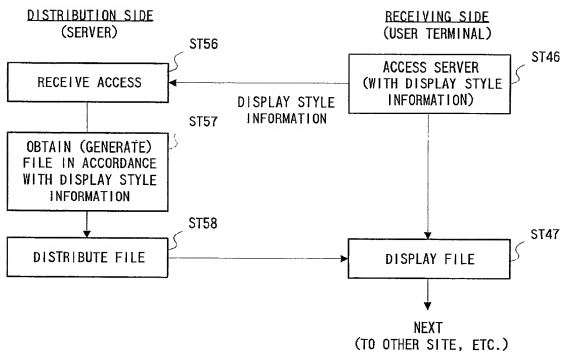 DISTRIBUTION SIDE
(SERVER)
RECEIVING SIDE
(USER TERMINAL)
ST56
RECEIVE ACCESS
ST46
ACCESS SERVER
(WITH DISPLAY STYLE
INFORMATION)
DISPLAY STYLE
INFORMATION
ST57
OBTAIN (GENERATE)
FILE IN ACCORDANCE
WITH DISPLAY STYLE
INFORMATION
ST58
DISTRIBUTE FILE
ST47
DISPLAY FILE
NEXT
(TO OTHER SITE, ETC.)